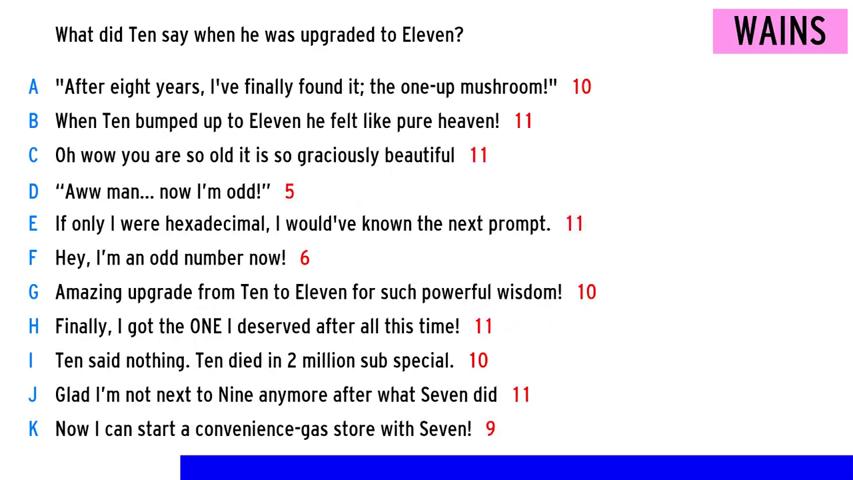 What did Ten say when he was upgraded to Eleven?
WAINS
A "After eight years, I've finally found it; the one-up mushroom!" 10
B When Ten bumped up to Eleven he felt like pure heaven! 11
C Oh wow you are so old it is so graciously beautiful 11
D “Aww man... now I’m odd!” 5
E If only I were hexadecimal, I would've known the next prompt. 11
F Hey, I’m an odd number now! 6
G Amazing upgrade from Ten to Eleven for such powerful wisdom! 10
H Finally, I got the ONE I deserved after all this time! 11
I Ten said nothing. Ten died in 2 million sub special. 10
J Glad I’m not next to Nine anymore after what Seven did 11
K Now I can start a convenience-gas store with Seven! 9